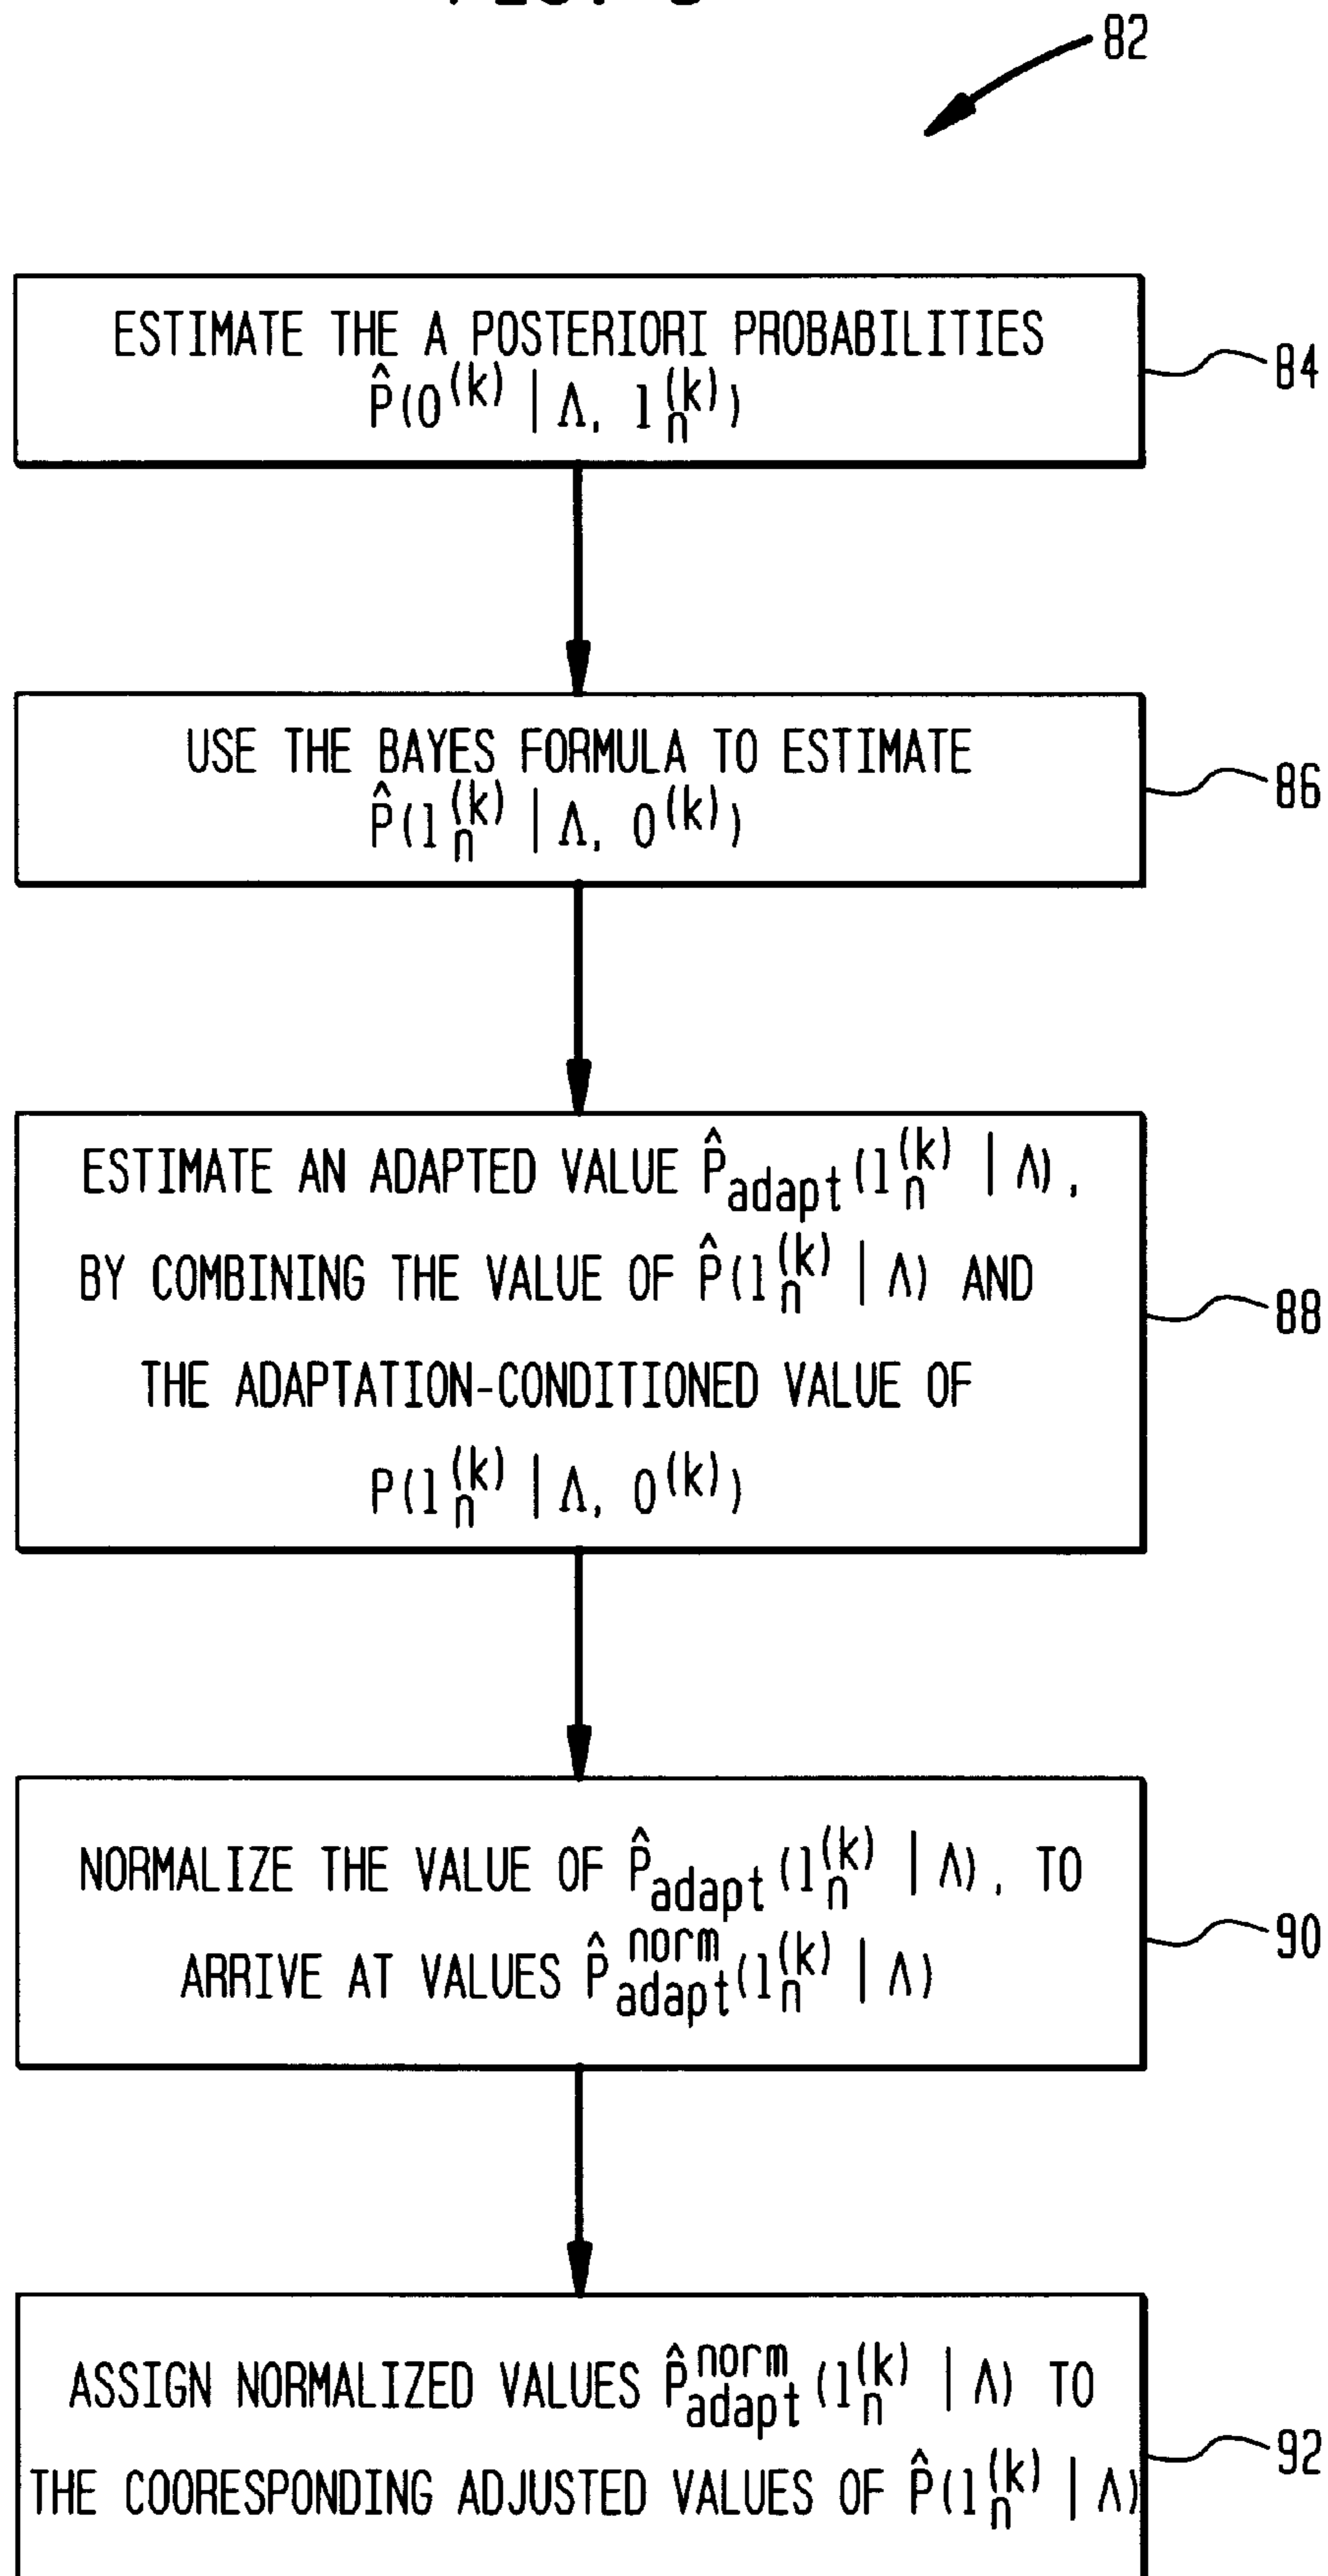 82
ESTIMATE THE A POSTERIORI PROBABILITIES
P̂(O^(k) | Λ, l_n^(k))
84
USE THE BAYES FORMULA TO ESTIMATE
P̂(l_n^(k) | Λ, O^(k))
86
ESTIMATE AN ADAPTED VALUE P̂_adapt(l_n^(k) | Λ),
BY COMBINING THE VALUE OF P̂(l_n^(k) | Λ) AND
THE ADAPTATION-CONDITIONED VALUE OF
P(l_n^(k) | Λ, O^(k))
88
NORMALIZE THE VALUE OF P̂_adapt(l_n^(k) | Λ), TO
ARRIVE AT VALUES P̂_adapt^norm(l_n^(k) | Λ)
90
ASSIGN NORMALIZED VALUES P̂_adapt^norm(l_n^(k) | Λ) TO
THE COORESPONDING ADJUSTED VALUES OF P̂(l_n^(k) | Λ)
92